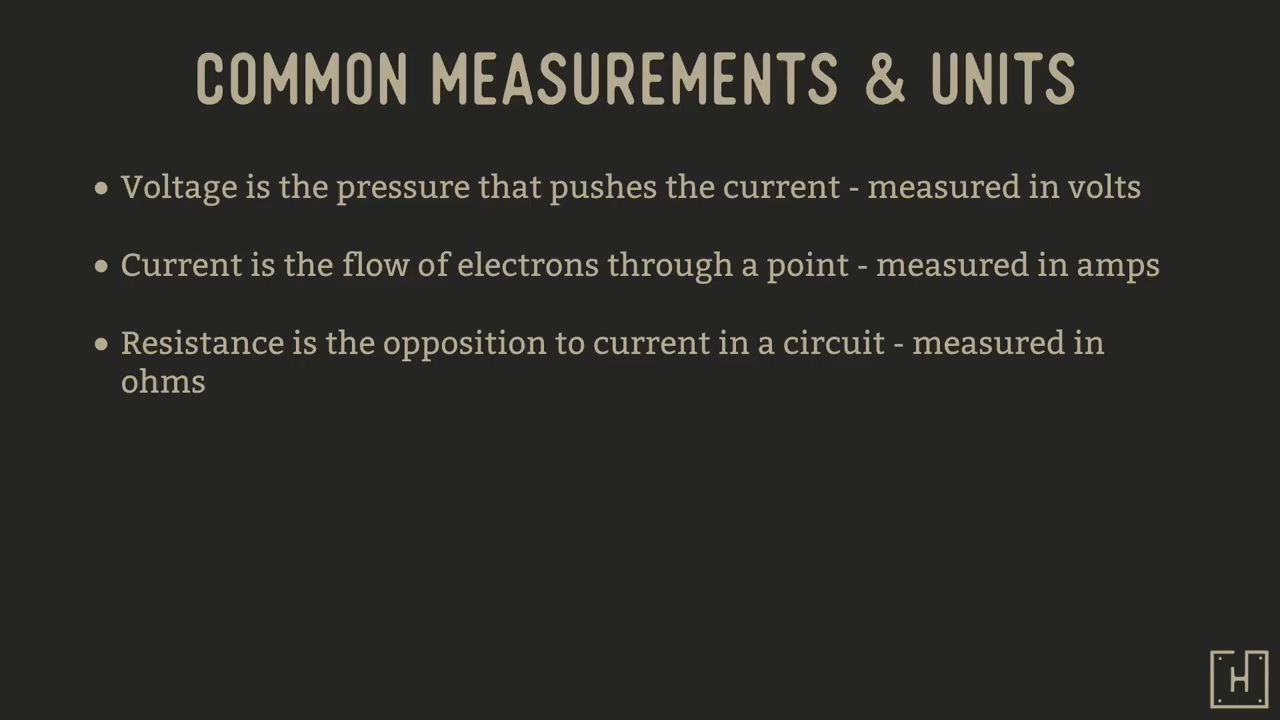 COMMON MEASUREMENTS & UNITS
• Voltage is the pressure that pushes the current - measured in volts
• Current is the flow of electrons through a point - measured in amps
• Resistance is the opposition to current in a circuit - measured in
ohms
H